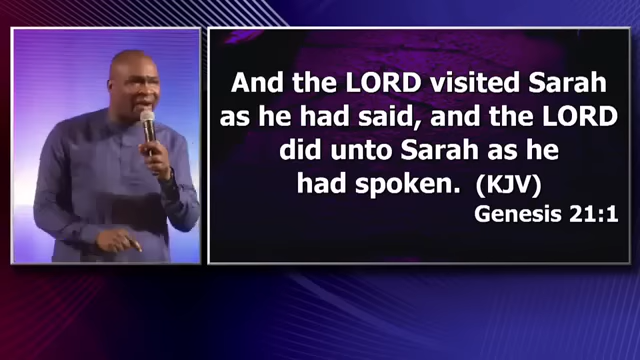 And the LORD visited Sarah
as he had said, and the LORD
did unto Sarah as he
had spoken. (KJV)
Genesis 21:1